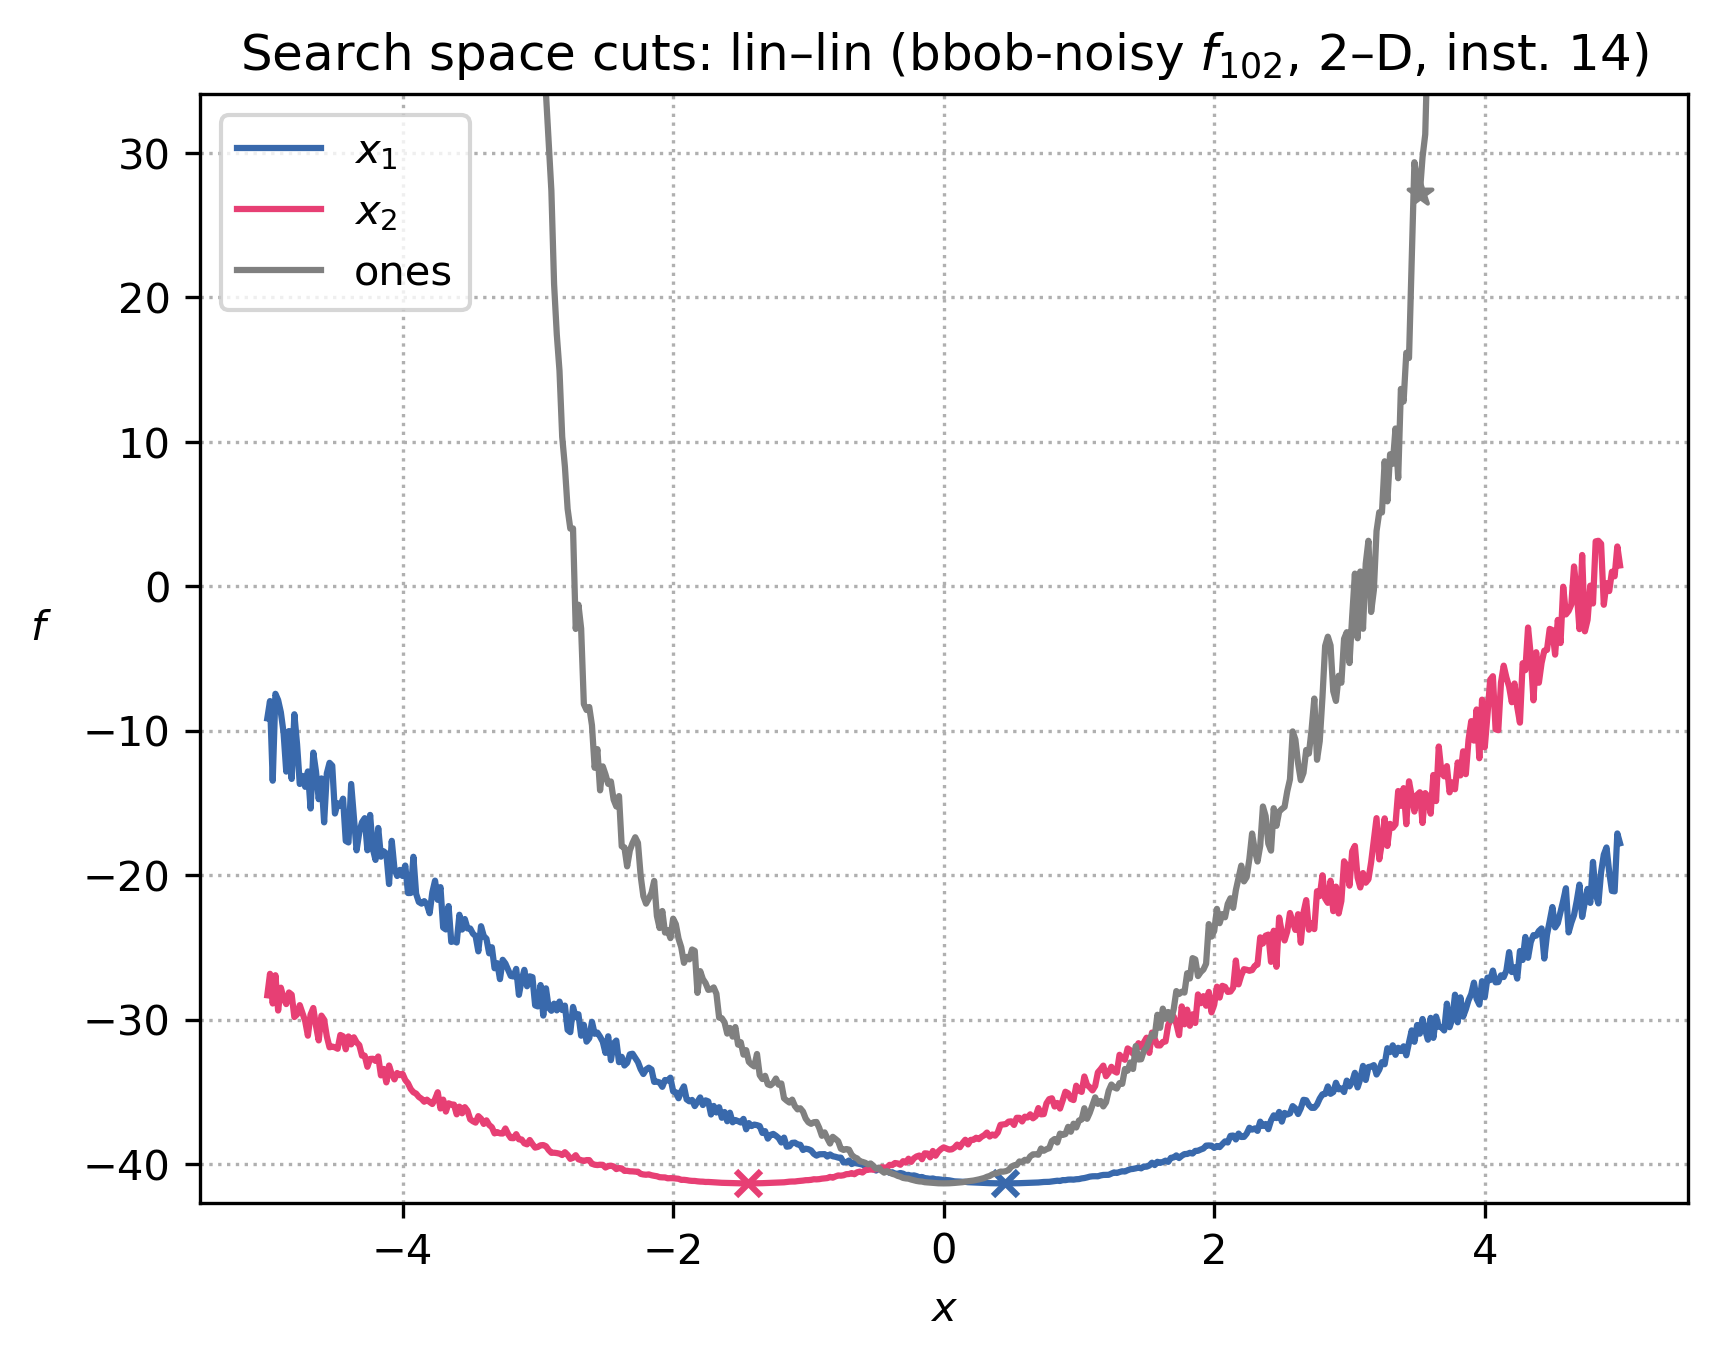 Search space cuts: lin–lin (bbob-noisy f₁₀₂, 2–D, inst. 14)
x₁
x₂
ones
30
20
10
0
−10
−20
−30
−40
f
−4
−2
0
2
4
x